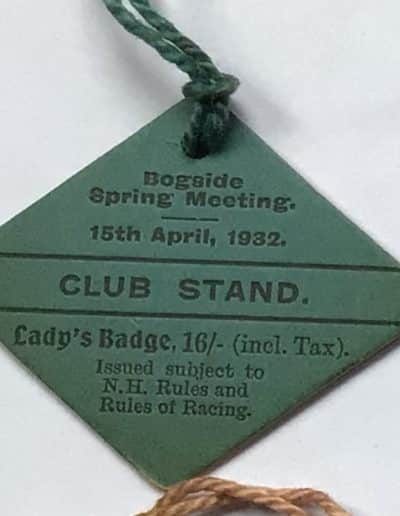 Bogside
Spring Meeting.
15th April, 1932.
CLUB STAND.
Lady's Badge, 16/- (incl. Tax).
Issued subject to
N.H. Rules and
Rules of Racing.